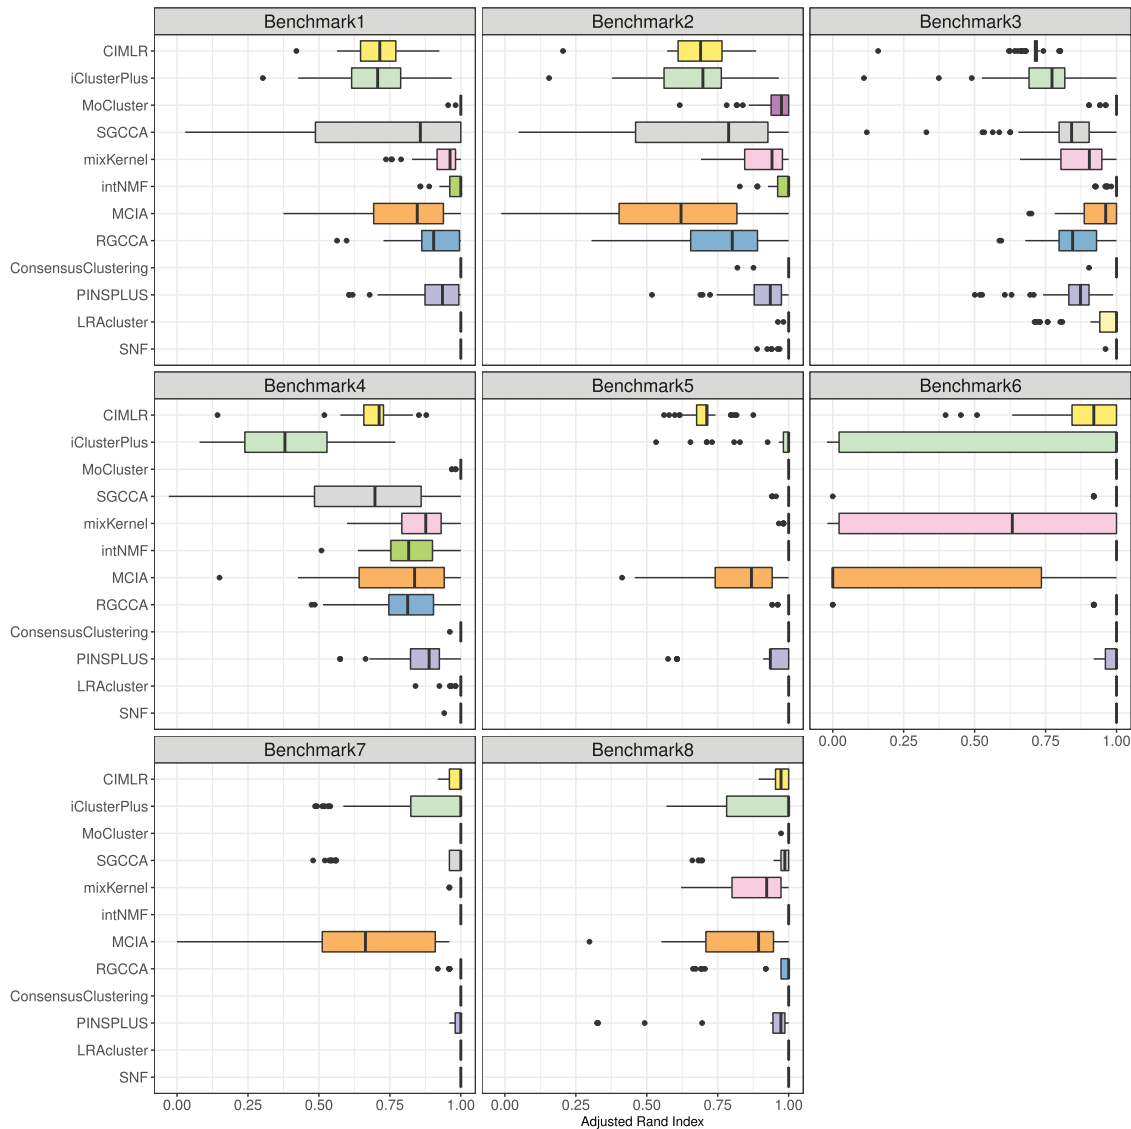 Benchmark1
Benchmark2
Benchmark3
CIMLR
iClusterPlus
MoCluster
SGCCA
mixKernel
intNMF
MCIA
RGCCA
ConsensusClustering
PINSPLUS
LRAcluster
SNF
Benchmark4
Benchmark5
Benchmark6
CIMLR
iClusterPlus
MoCluster
SGCCA
mixKernel
intNMF
MCIA
RGCCA
ConsensusClustering
PINSPLUS
LRAcluster
SNF
0.00 0.25 0.50 0.75 1.00
Benchmark7
Benchmark8
CIMLR
iClusterPlus
MoCluster
SGCCA
mixKernel
intNMF
MCIA
RGCCA
ConsensusClustering
PINSPLUS
LRAcluster
SNF
0.00 0.25 0.50 0.75 1.00
0.00 0.25 0.50 0.75 1.00
Adjusted Rand Index